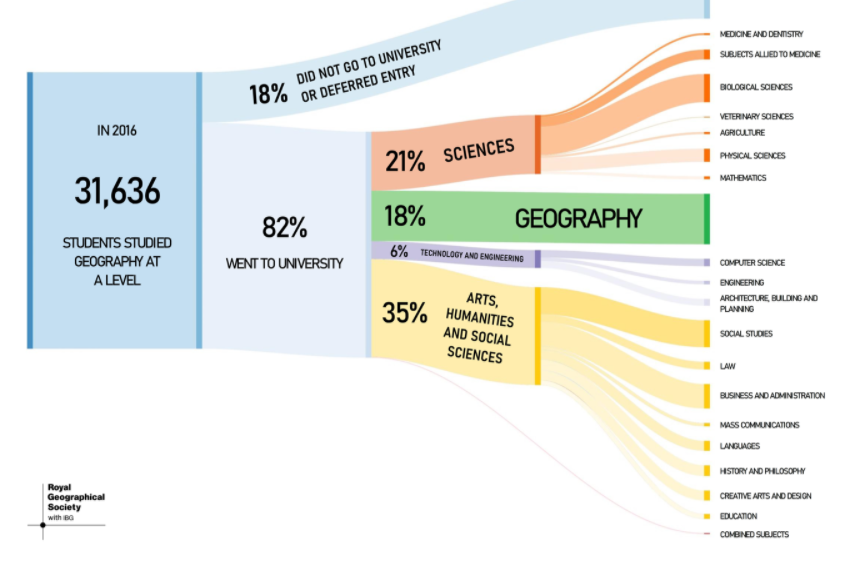 IN 2016
31,636
STUDENTS STUDIED
GEOGRAPHY AT
A LEVEL
18%
DID NOT GO TO UNIVERSITY
OR DEFERRED ENTRY
82%
WENT TO UNIVERSITY
21% SCIENCES
18% GEOGRAPHY
6% TECHNOLOGY AND ENGINEERING
35%
ARTS,
HUMANITIES
AND SOCIAL
SCIENCES
MEDICINE AND DENTISTRY
SUBJECTS ALLIED TO MEDICINE
BIOLOGICAL SCIENCES
VETERINARY SCIENCES
AGRICULTURE
PHYSICAL SCIENCES
MATHEMATICS
COMPUTER SCIENCE
ENGINEERING
ARCHITECTURE, BUILDING AND
PLANNING
SOCIAL STUDIES
LAW
BUSINESS AND ADMINISTRATION
MASS COMMUNICATIONS
LANGUAGES
HISTORY AND PHILOSOPHY
CREATIVE ARTS AND DESIGN
EDUCATION
COMBINED SUBJECTS
Royal
Geographical
Society
with IBG